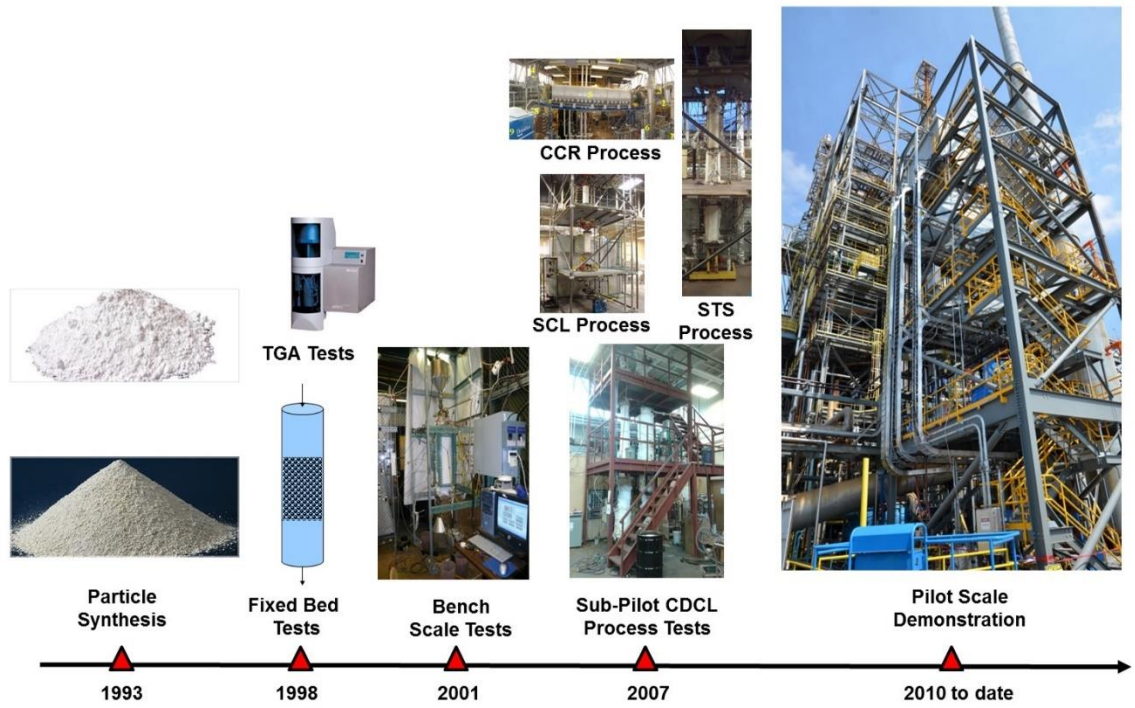 CCR Process
SCL Process
STS
Process
TGA Tests
Particle
Synthesis
Fixed Bed
Tests
Bench
Scale Tests
Sub-Pilot CDCL
Process Tests
Pilot Scale
Demonstration
1993
1998
2001
2007
2010 to date